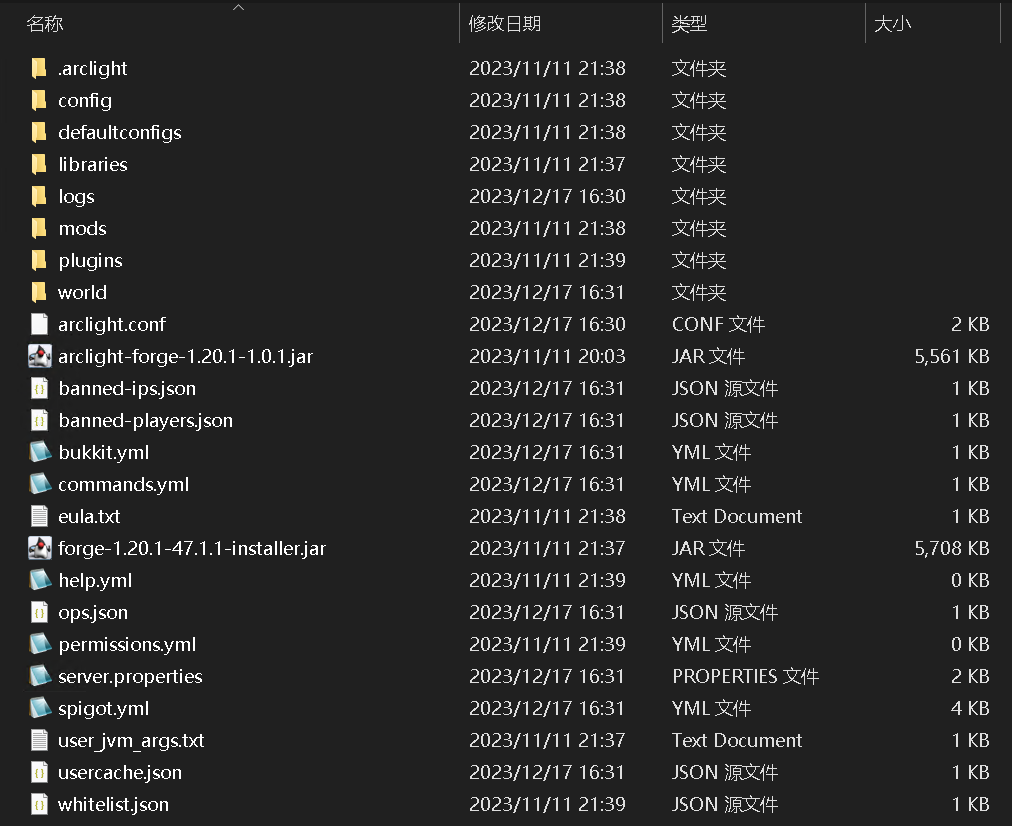 名称 修改日期 类型 大小
.arclight 2023/11/11 21:38 文件夹
config 2023/11/11 21:38 文件夹
defaultconfigs 2023/11/11 21:38 文件夹
libraries 2023/11/11 21:37 文件夹
logs 2023/12/17 16:30 文件夹
mods 2023/11/11 21:38 文件夹
plugins 2023/11/11 21:39 文件夹
world 2023/12/17 16:31 文件夹
arclight.conf 2023/12/17 16:30 CONF 文件 2 KB
arclight-forge-1.20.1-1.0.1.jar 2023/11/11 20:03 JAR 文件 5,561 KB
banned-ips.json 2023/12/17 16:31 JSON 源文件 1 KB
banned-players.json 2023/12/17 16:31 JSON 源文件 1 KB
bukkit.yml 2023/12/17 16:31 YML 文件 1 KB
commands.yml 2023/12/17 16:31 YML 文件 1 KB
eula.txt 2023/11/11 21:38 Text Document 1 KB
forge-1.20.1-47.1.1-installer.jar 2023/11/11 21:37 JAR 文件 5,708 KB
help.yml 2023/11/11 21:39 YML 文件 0 KB
ops.json 2023/12/17 16:31 JSON 源文件 1 KB
permissions.yml 2023/11/11 21:39 YML 文件 0 KB
server.properties 2023/12/17 16:31 PROPERTIES 文件 2 KB
spigot.yml 2023/12/17 16:31 YML 文件 4 KB
user_jvm_args.txt 2023/11/11 21:37 Text Document 1 KB
usercache.json 2023/12/17 16:31 JSON 源文件 1 KB
whitelist.json 2023/11/11 21:39 JSON 源文件 1 KB